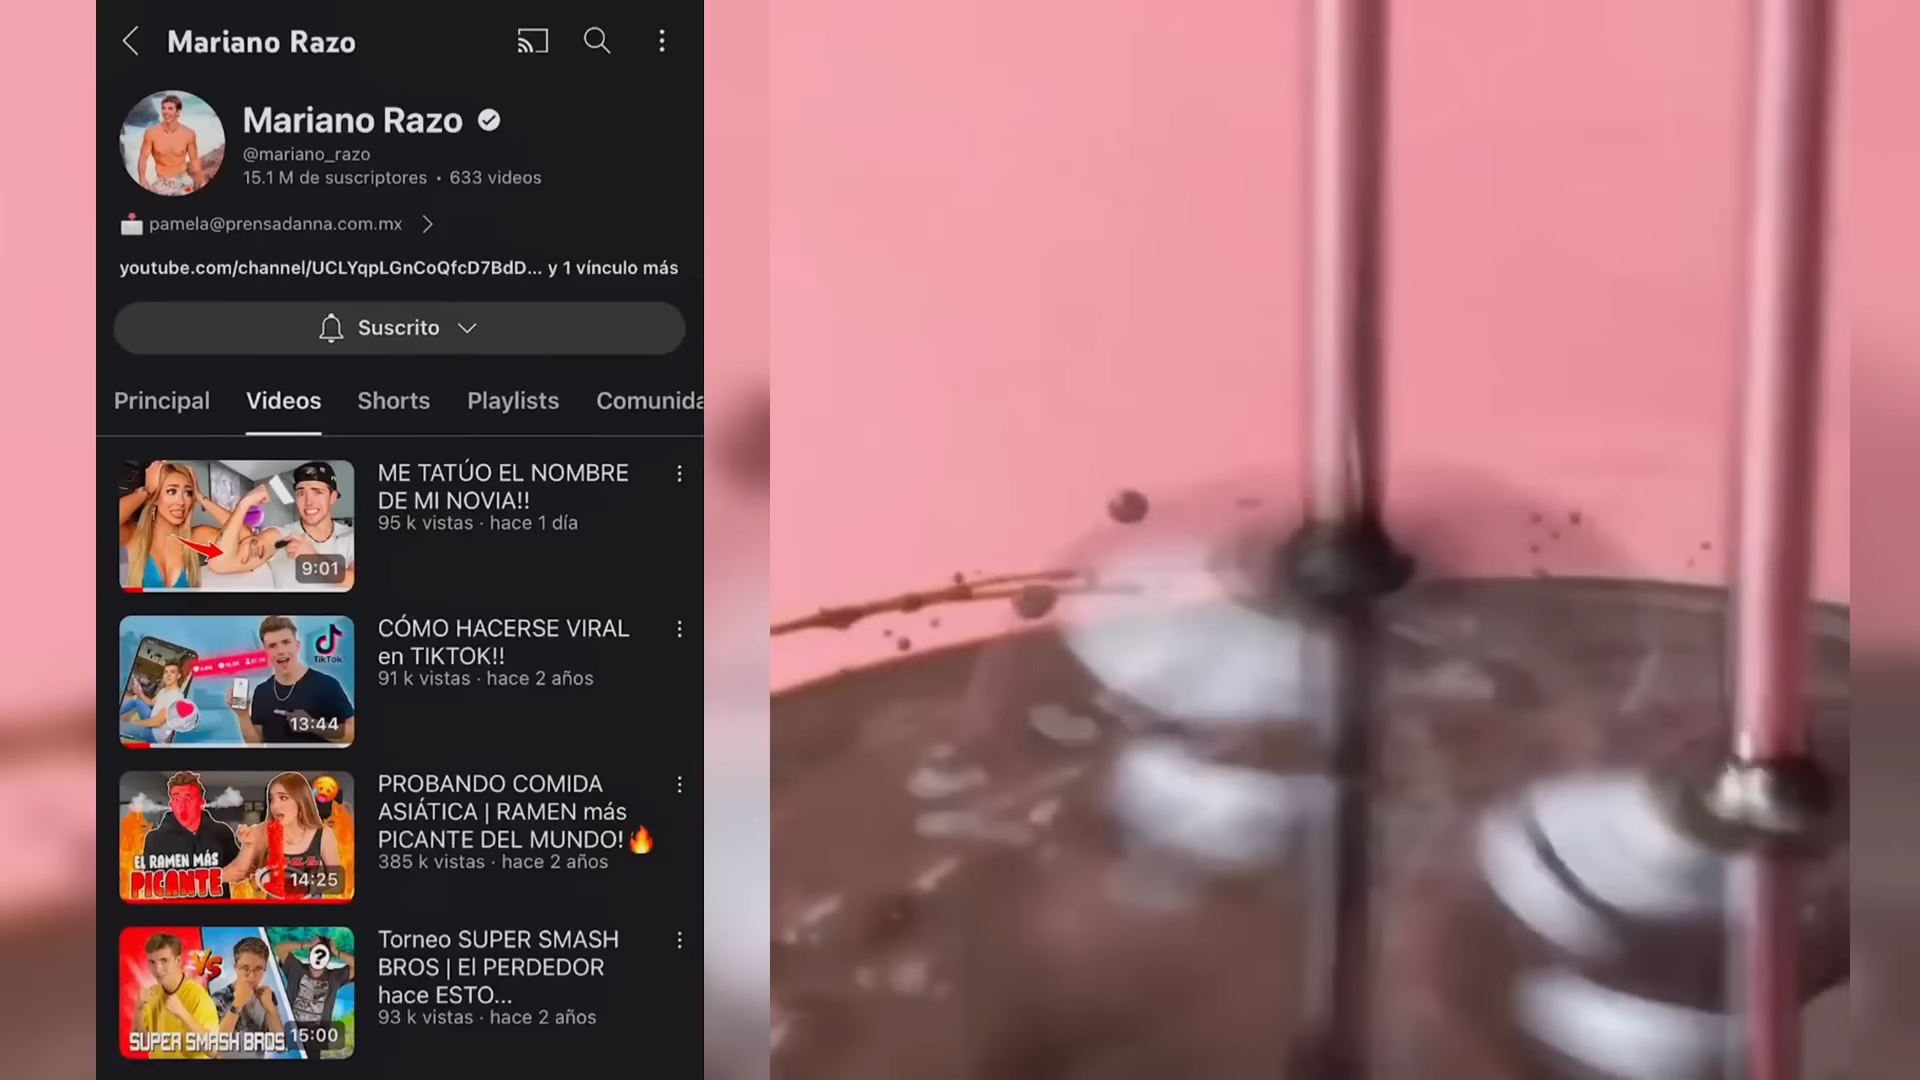 Mariano Razo
Mariano Razo
@mariano_razo
15.1 M de suscriptores • 633 videos
pamela@prensadanna.com.mx
youtube.com/channel/UCLYqpLGnCoQfcD7BdD... y 1 vínculo más
Suscrito
Principal Videos Shorts Playlists Comunida
ME TATÚO EL NOMBRE
DE MI NOVIA!!
95 k vistas · hace 1 día
9:01
CÓMO HACERSE VIRAL
en TIKTOK!!
91 k vistas · hace 2 años
TikTok
13:44
PROBANDO COMIDA
ASIÁTICA | RAMEN más
PICANTE DEL MUNDO!🔥
385 k vistas · hace 2 años
EL RAMEN MÁS
PICANTE
14:25
Torneo SUPER SMASH
BROS | El PERDEDOR
hace ESTO...
93 k vistas · hace 2 años
VS
?
SUPER SMASH BROS.
15:00